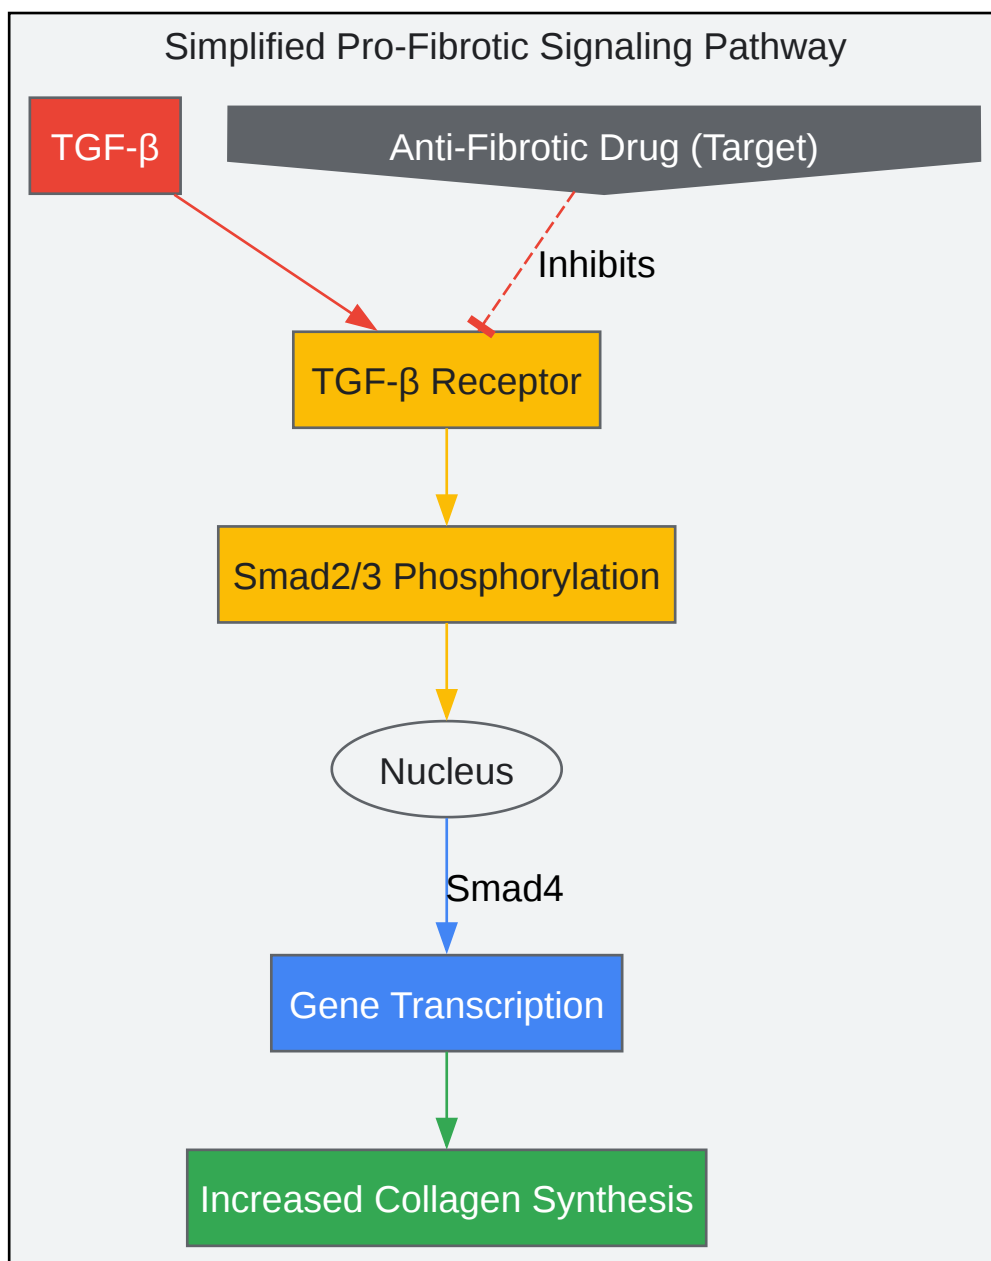 Simplified Pro-Fibrotic Signaling Pathway
TGF-β
Anti-Fibrotic Drug (Target)
Inhibits
TGF-β Receptor
Smad2/3 Phosphorylation
Nucleus
Smad4
Gene Transcription
Increased Collagen Synthesis